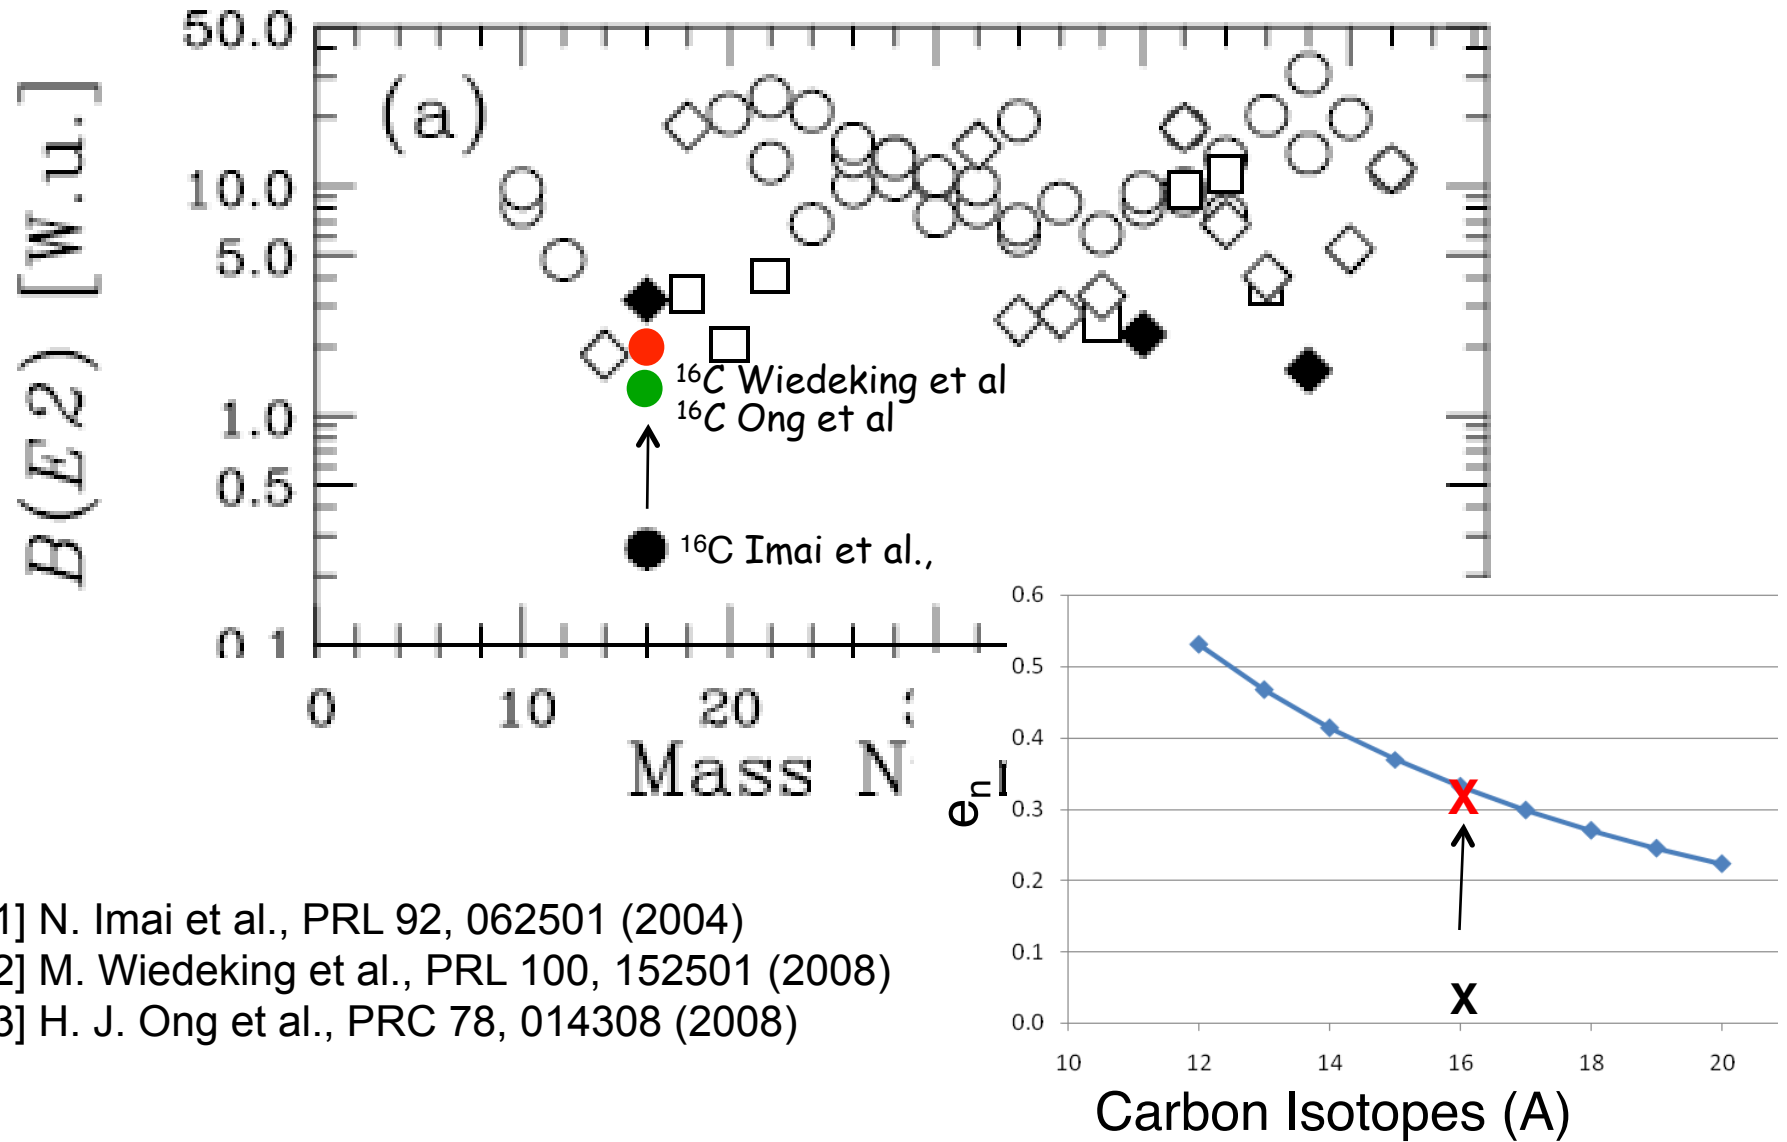 50.0
(a)
10.0
5.0
1.0
0.5
0.1
B(E2) [W.u.]
¹⁶C Wiedeking et al
¹⁶C Ong et al
¹⁶C Imai et al.,
0 10 20
Mass N
0.6
0.5
0.4
0.3
0.2
0.1
0.0
eₙ
X
X
10 12 14 16 18 20
Carbon Isotopes (A)
1] N. Imai et al., PRL 92, 062501 (2004)
2] M. Wiedeking et al., PRL 100, 152501 (2008)
3] H. J. Ong et al., PRC 78, 014308 (2008)